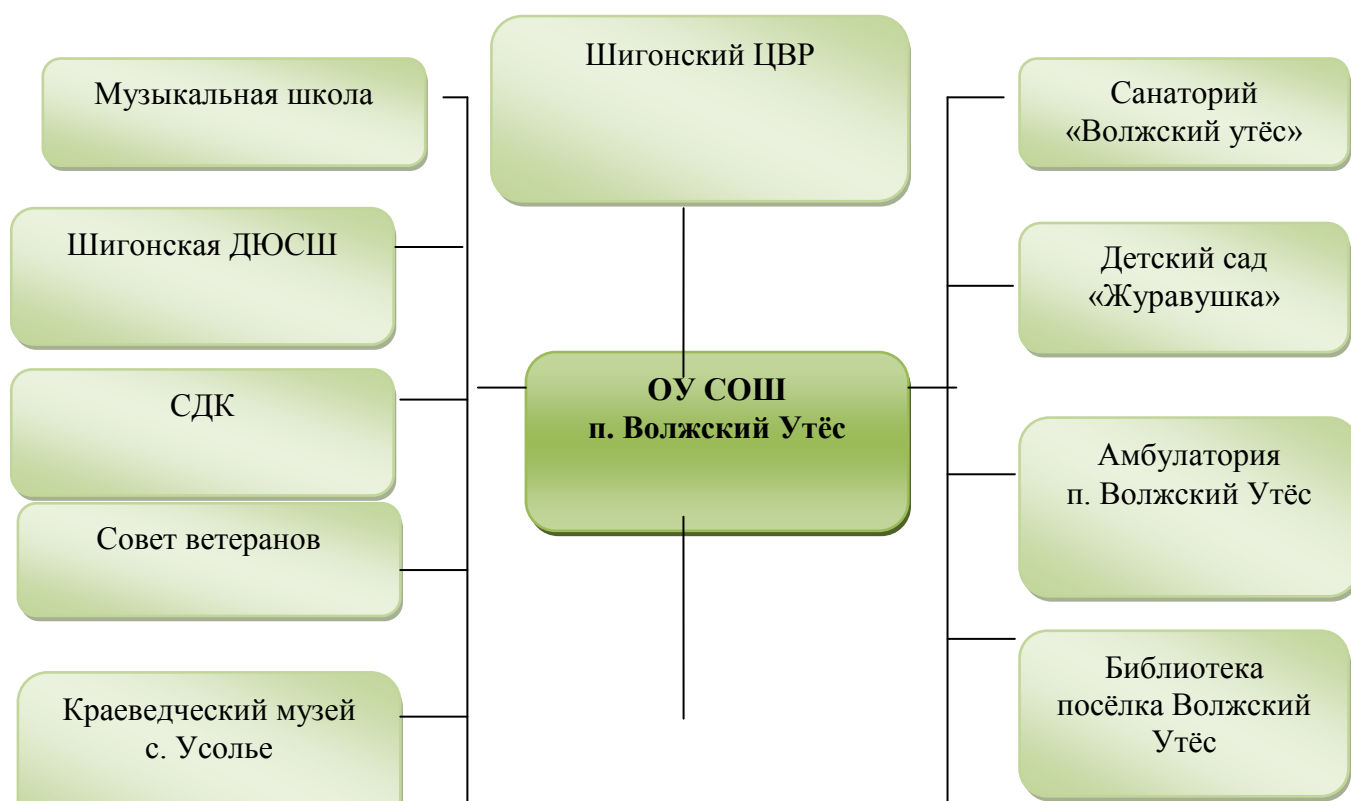 Шигонский ЦВР
Музыкальная школа
Санаторий
«Волжский утёс»
Шигонская ДЮСШ
Детский сад
«Журавушка»
ОУ СОШ
п. Волжский Утёс
СДК
Амбулатория
п. Волжский Утёс
Совет ветеранов
Библиотека
посёлка Волжский
Утёс
Краеведческий музей
с. Усолье